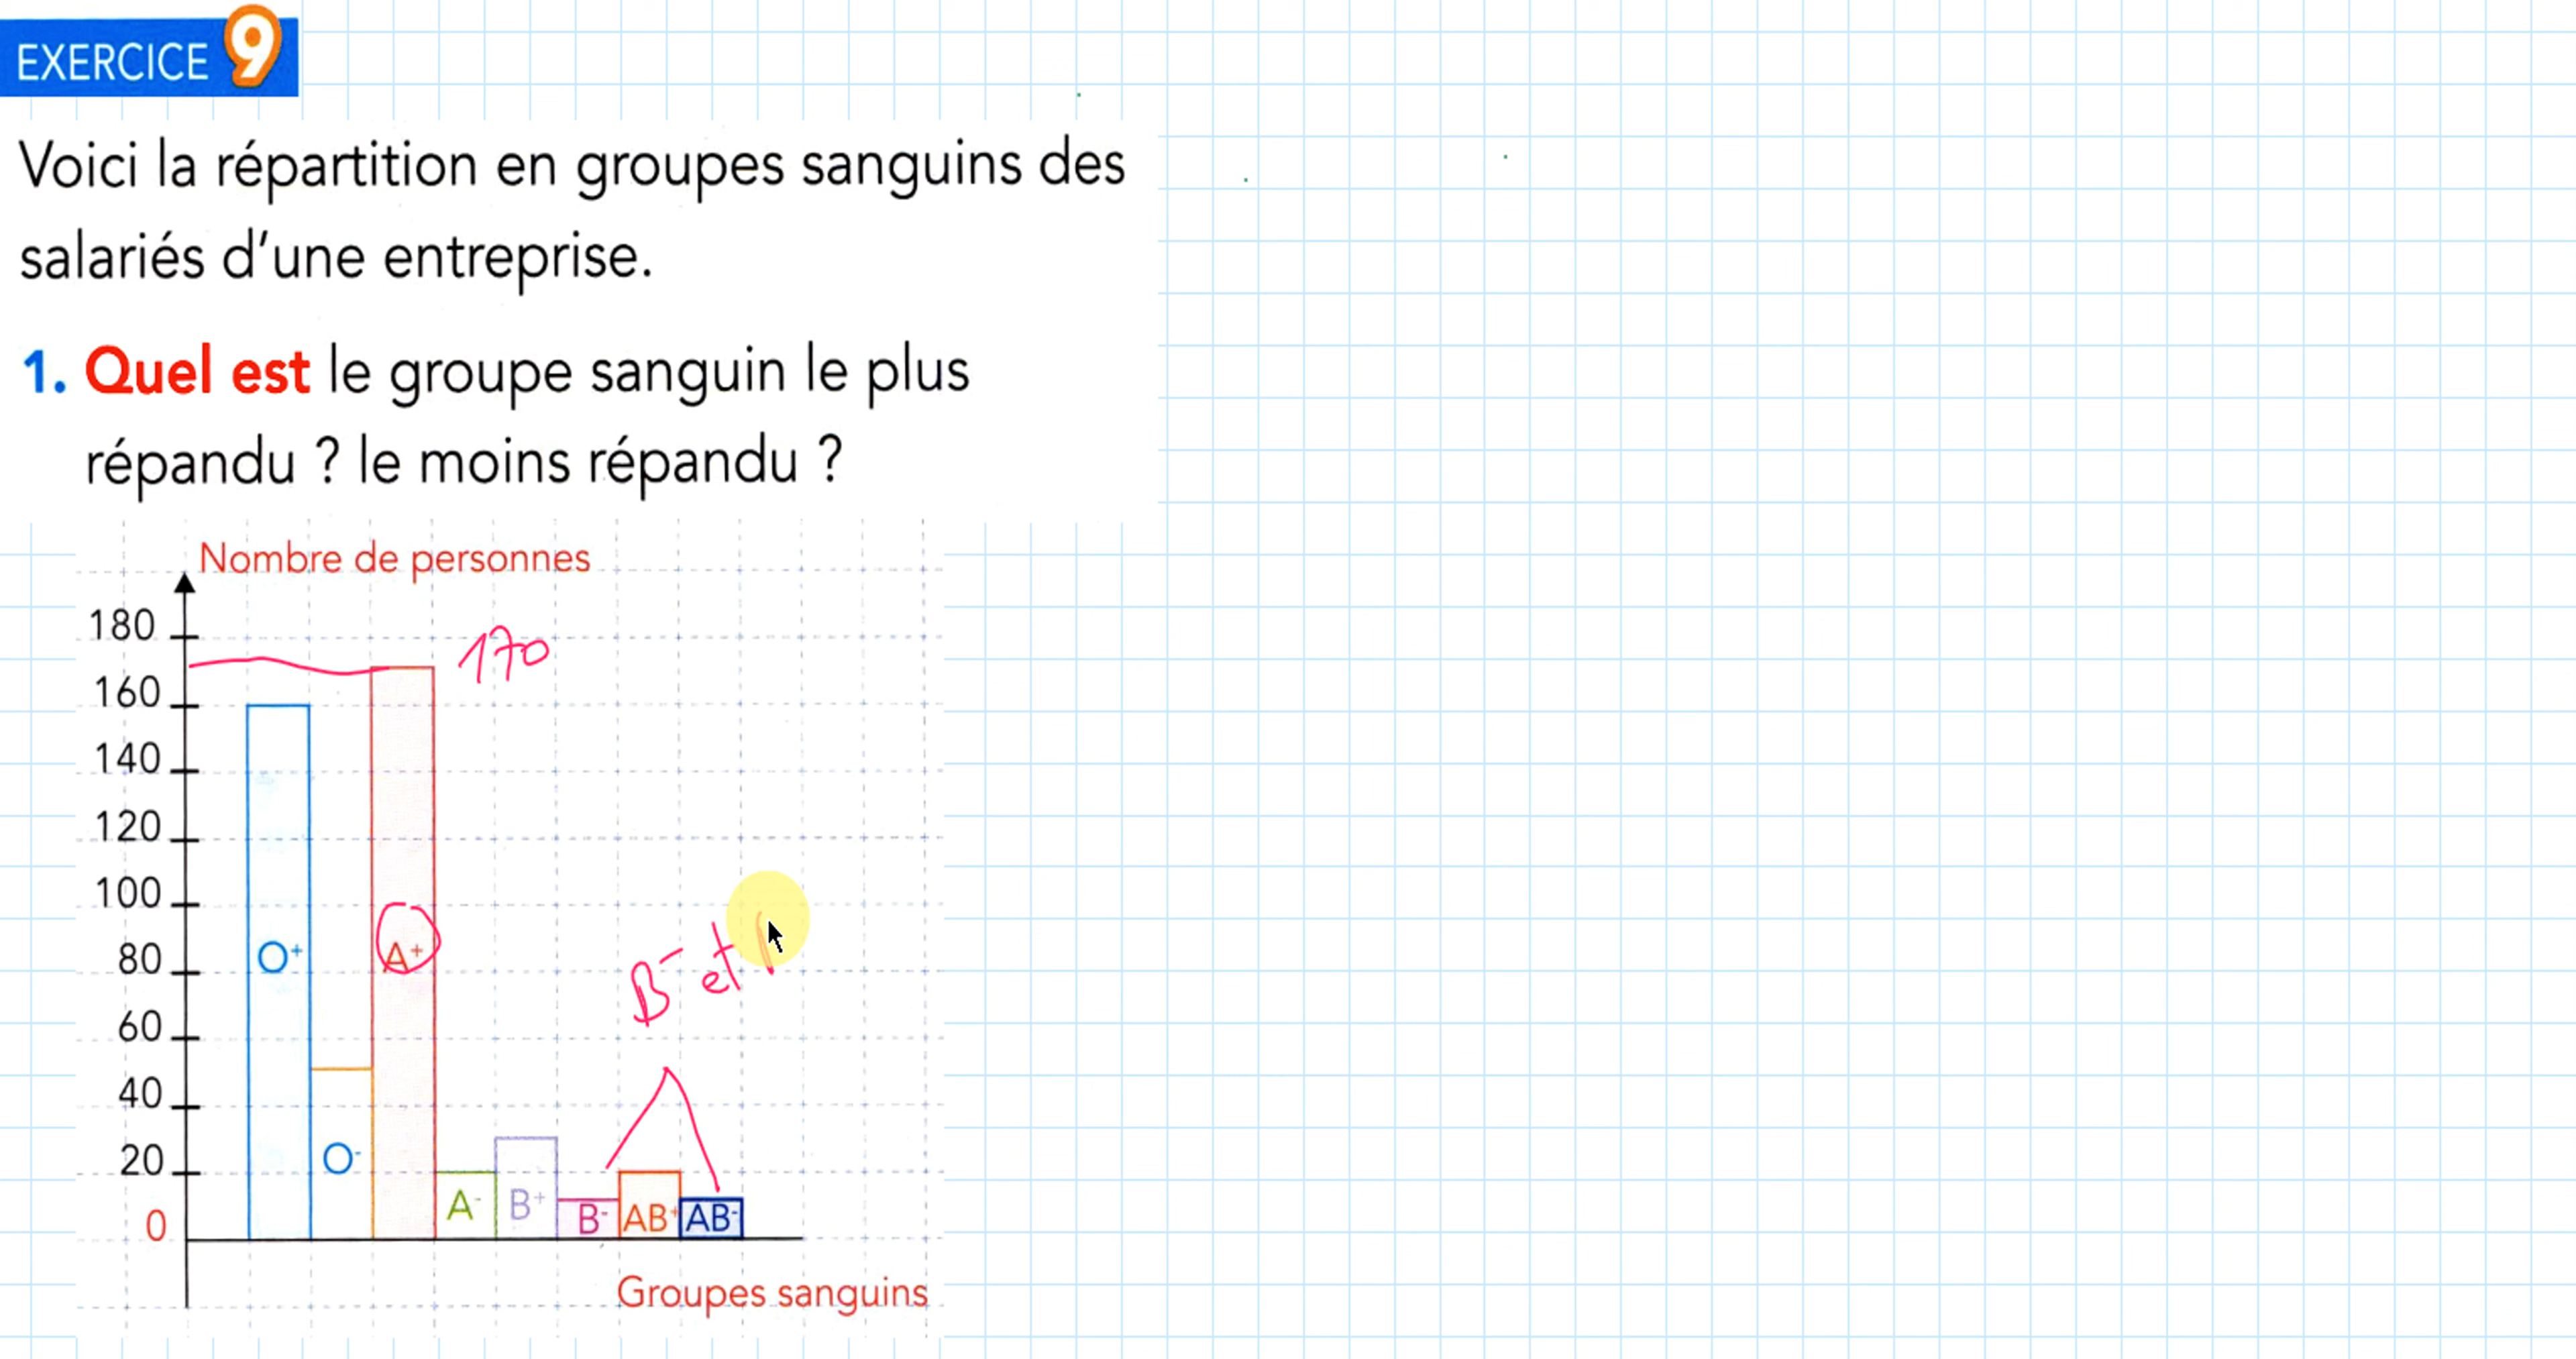 EXERCICE 9
Voici la répartition en groupes sanguins des
salariés d'une entreprise.
1. Quel est le groupe sanguin le plus
répandu ? le moins répandu ?
Nombre de personnes
180
170
160
140
120
100
80
60
40
20
0
O+
O-
A+
A-
B+
B-
AB+
AB-
B- et
Groupes sanguins